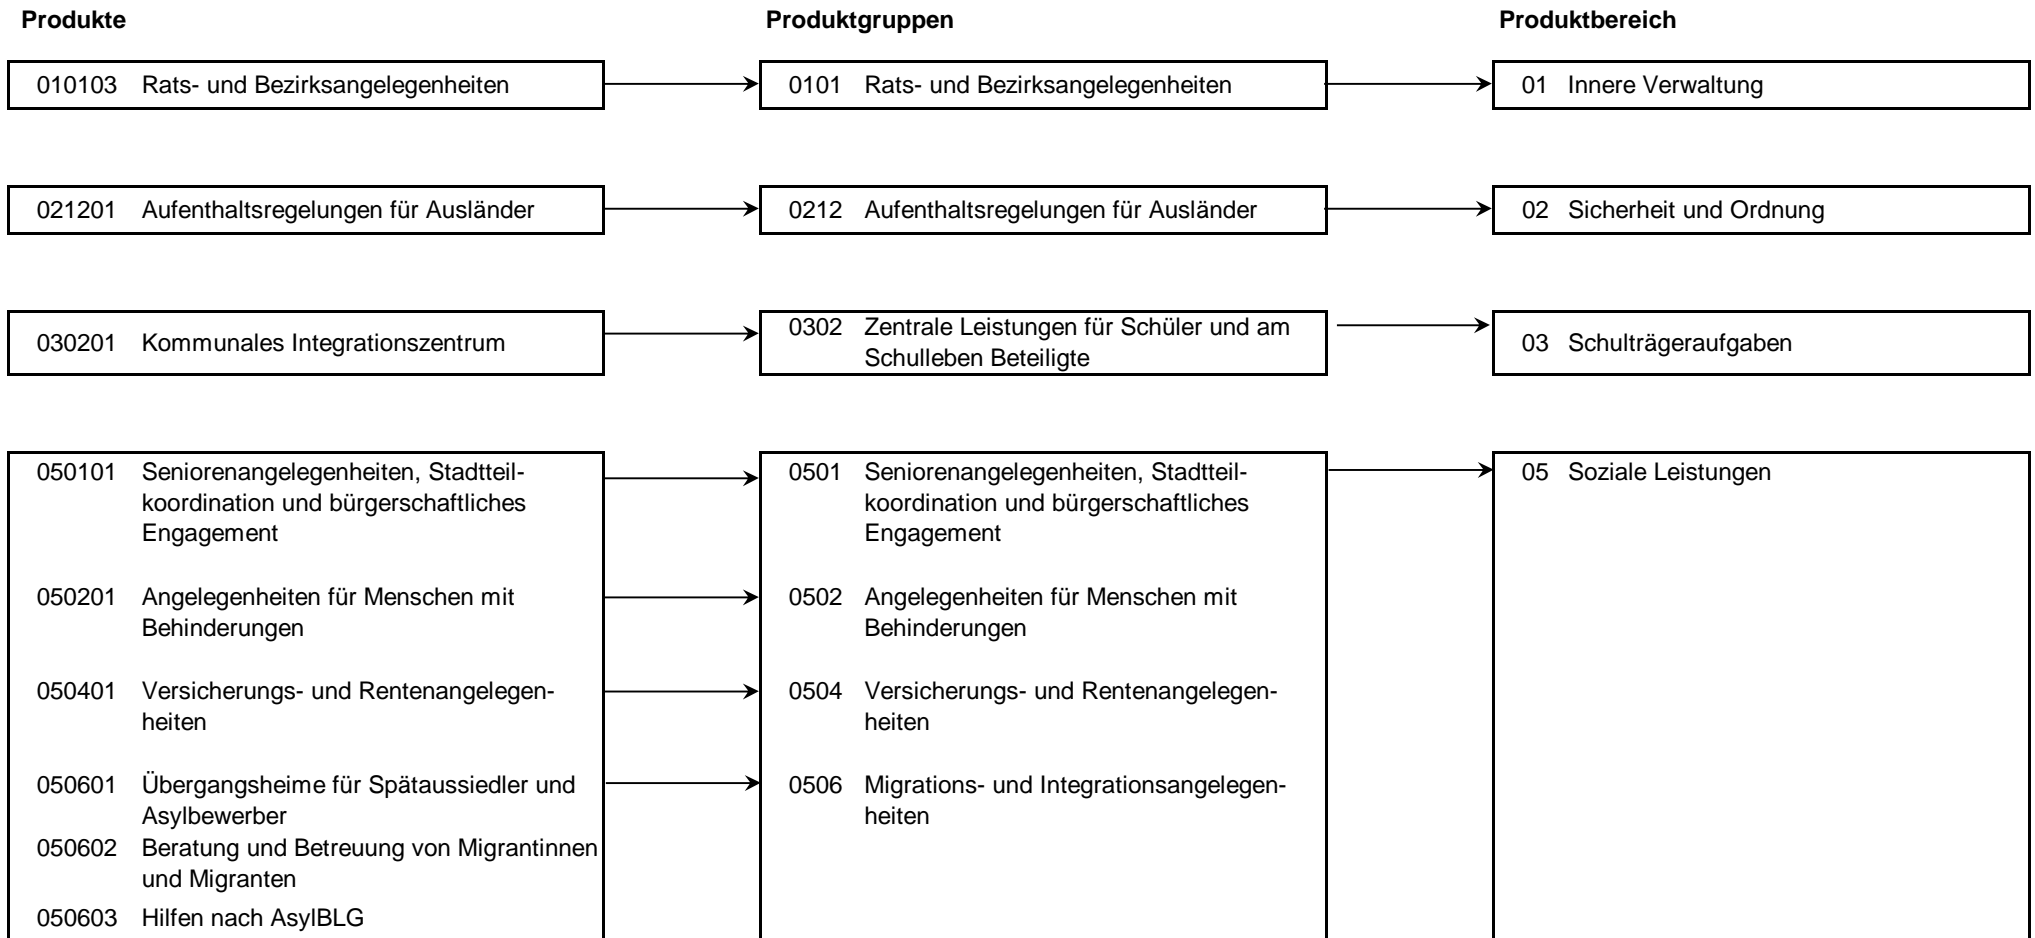 Produkte Produktgruppen Produktbereich
010103 Rats- und Bezirksangelegenheiten 0101 Rats- und Bezirksangelegenheiten 01 Innere Verwaltung
021201 Aufenthaltsregelungen für Ausländer 0212 Aufenthaltsregelungen für Ausländer 02 Sicherheit und Ordnung
030201 Kommunales Integrationszentrum
0302 Zentrale Leistungen für Schüler und am
Schulleben Beteiligte
03 Schulträgeraufgaben
050101 Seniorenangelegenheiten, Stadtteil-
koordination und bürgerschaftliches
Engagement
050201 Angelegenheiten für Menschen mit
Behinderungen
050401 Versicherungs- und Rentenangelegen-
heiten
050601 Übergangsheime für Spätaussiedler und
Asylbewerber
050602 Beratung und Betreuung von Migrantinnen
und Migranten
050603 Hilfen nach AsylBLG
0501 Seniorenangelegenheiten, Stadtteil-
koordination und bürgerschaftliches
Engagement
0502 Angelegenheiten für Menschen mit
Behinderungen
0504 Versicherungs- und Rentenangelegen-
heiten
0506 Migrations- und Integrationsangelegen-
heiten
05 Soziale Leistungen